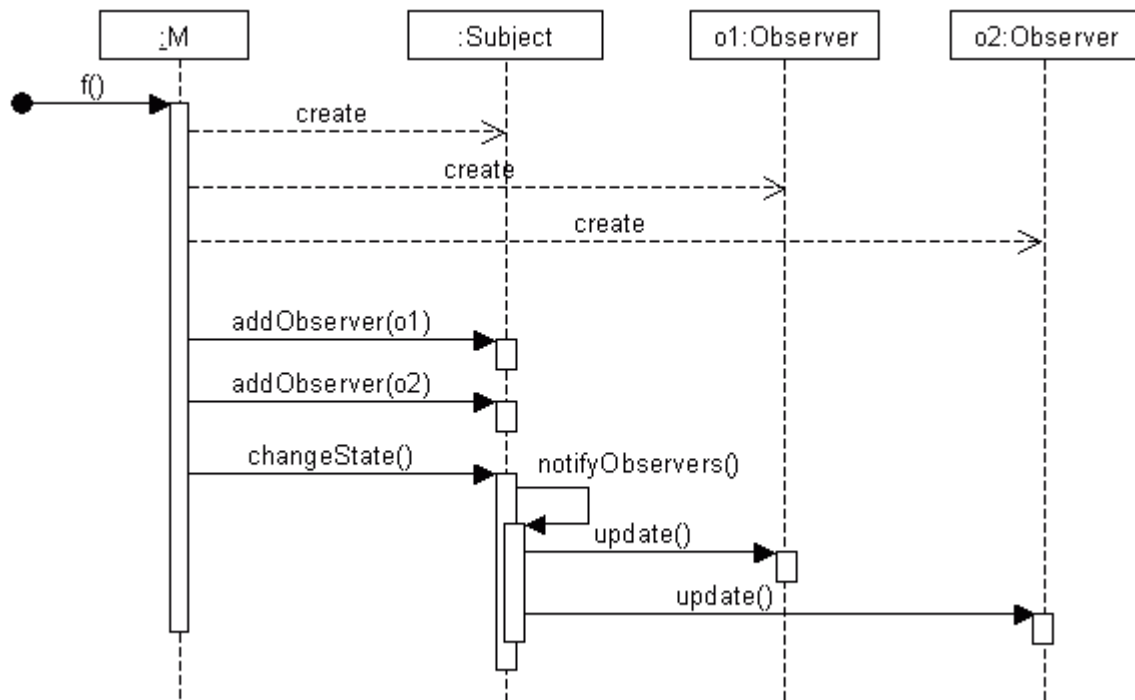 :M
:Subject
o1:Observer
o2:Observer
f()
create
create
create
addObserver(o1)
addObserver(o2)
changeState()
notifyObservers()
update()
update()